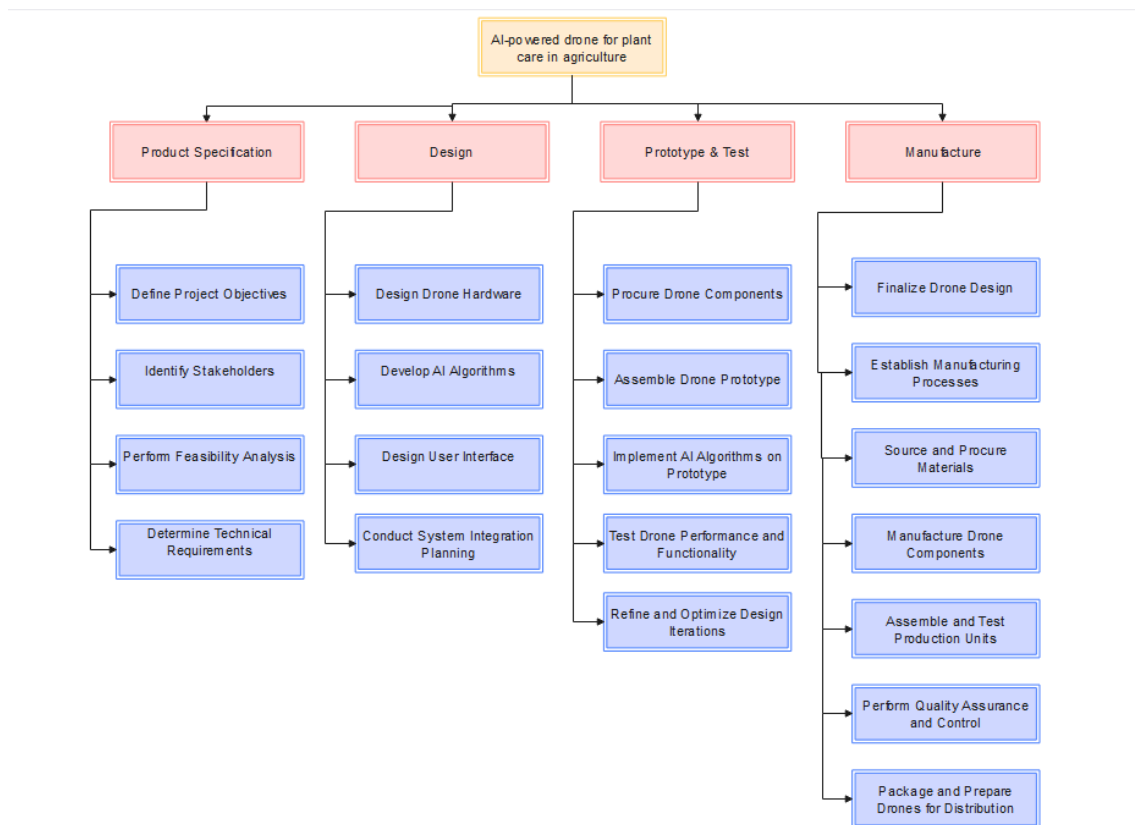 AI-powered drone for plant
care in agriculture
Product Specification
Design
Prototype & Test
Manufacture
Define Project Objectives
Identify Stakeholders
Perform Feasibility Analysis
Determine Technical
Requirements
Design Drone Hardware
Develop AI Algorithms
Design User Interface
Conduct System Integration
Planning
Procure Drone Components
Assemble Drone Prototype
Implement AI Algorithms on
Prototype
Test Drone Performance and
Functionality
Refine and Optimize Design
Iterations
Finalize Drone Design
Establish Manufacturing
Processes
Source and Procure
Materials
Manufacture Drone
Components
Assemble and Test
Production Units
Perform Quality Assurance
and Control
Package and Prepare
Drones for Distribution